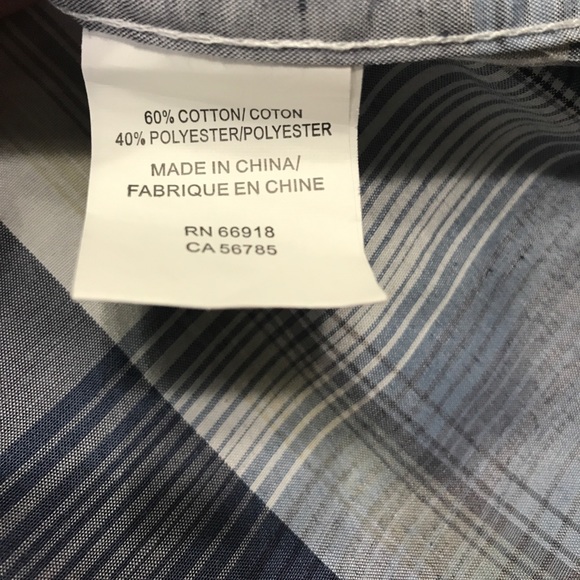 60% COTTON/ COTON
40% POLYESTER/POLYESTER
MADE IN CHINA/
FABRIQUE EN CHINE
RN 66918
CA 56785